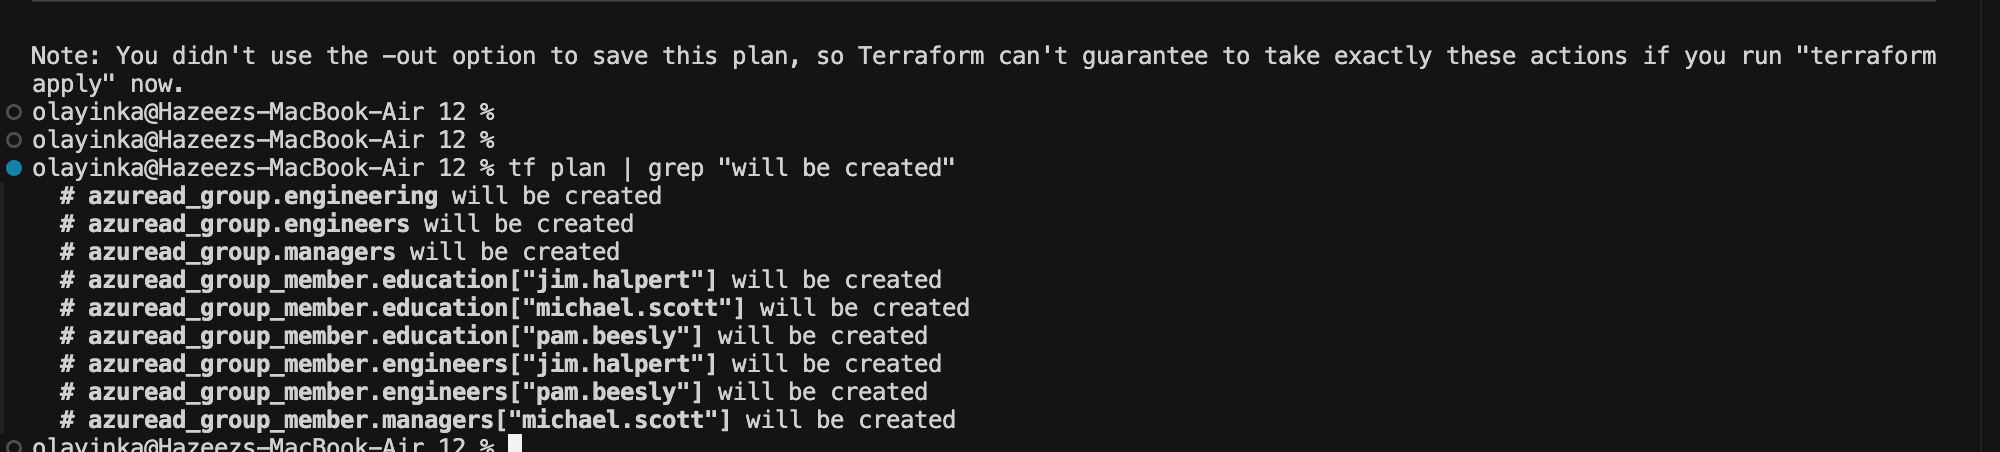 Note: You didn't use the -out option to save this plan, so Terraform can't guarantee to take exactly these actions if you run "terraform
apply" now.
olayinka@Hazeezs-MacBook-Air 12 %
olayinka@Hazeezs-MacBook-Air 12 %
olayinka@Hazeezs-MacBook-Air 12 % tf plan | grep "will be created"
  # azuread_group.engineering will be created
  # azuread_group.engineers will be created
  # azuread_group.managers will be created
  # azuread_group_member.education["jim.halpert"] will be created
  # azuread_group_member.education["michael.scott"] will be created
  # azuread_group_member.education["pam.beesly"] will be created
  # azuread_group_member.engineers["jim.halpert"] will be created
  # azuread_group_member.engineers["pam.beesly"] will be created
  # azuread_group_member.managers["michael.scott"] will be created
olayinka@Hazeezs-MacBook-Air 12 %